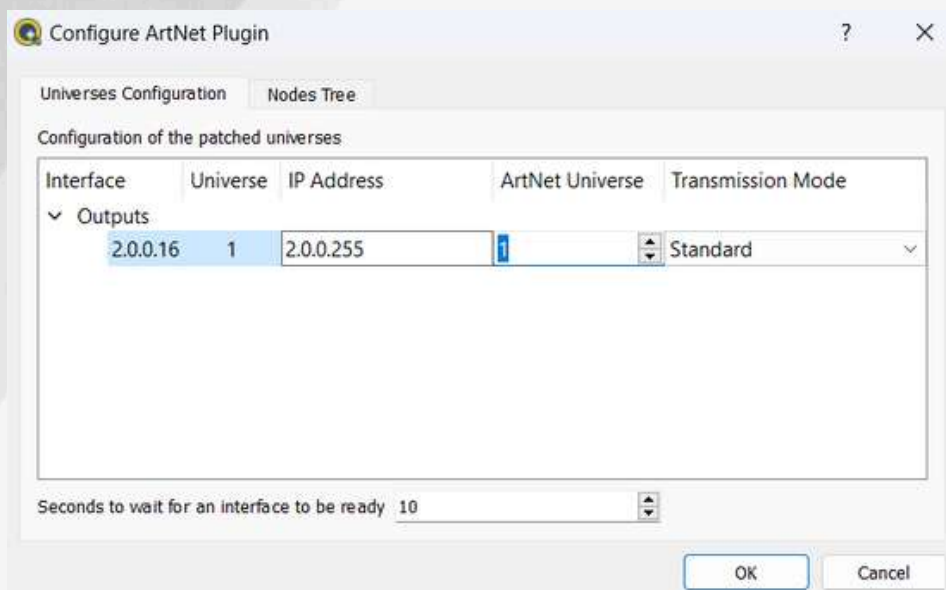 Configure ArtNet Plugin ? ×
Universes Configuration Nodes Tree
Configuration of the patched universes
Interface Universe IP Address ArtNet Universe Transmission Mode
Outputs
2.0.0.16 1 2.0.0.255 1 Standard
Seconds to wait for an interface to be ready 10
OK Cancel